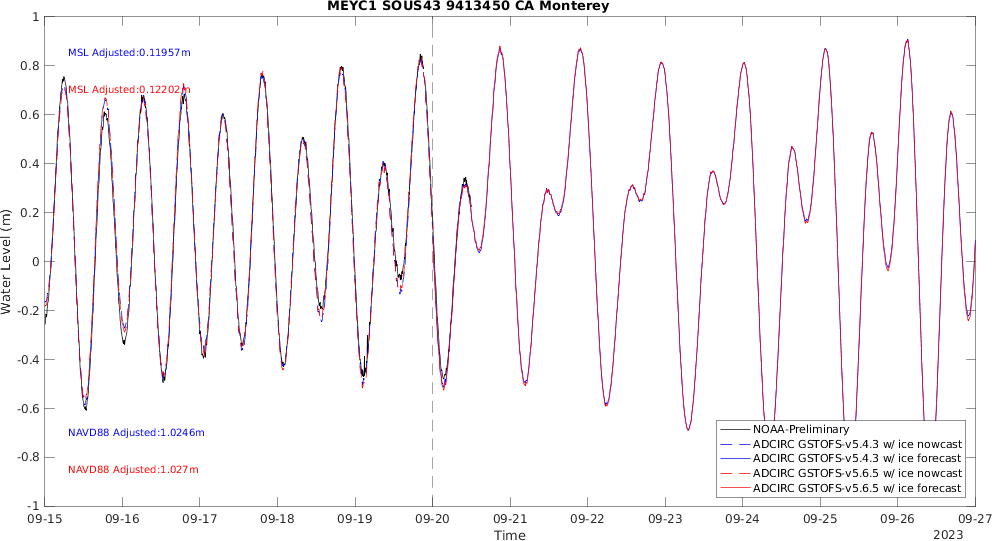 MEYC1 SOUS43 9413450 CA Monterey
MSL Adjusted:0.11957m
MSL Adjusted:0.12202m
NAVD88 Adjusted:1.0246m
NAVD88 Adjusted:1.027m
Water Level (m)
1
0.8
0.6
0.4
0.2
0
-0.2
-0.4
-0.6
-0.8
-1
NOAA-Preliminary
ADCIRC GSTOFS-v5.4.3 w/ ice nowcast
ADCIRC GSTOFS-v5.4.3 w/ ice forecast
ADCIRC GSTOFS-v5.6.5 w/ ice nowcast
ADCIRC GSTOFS-v5.6.5 w/ ice forecast
09-15 09-16 09-17 09-18 09-19 09-20 09-21 09-22 09-23 09-24 09-25 09-26 09-27
Time
2023